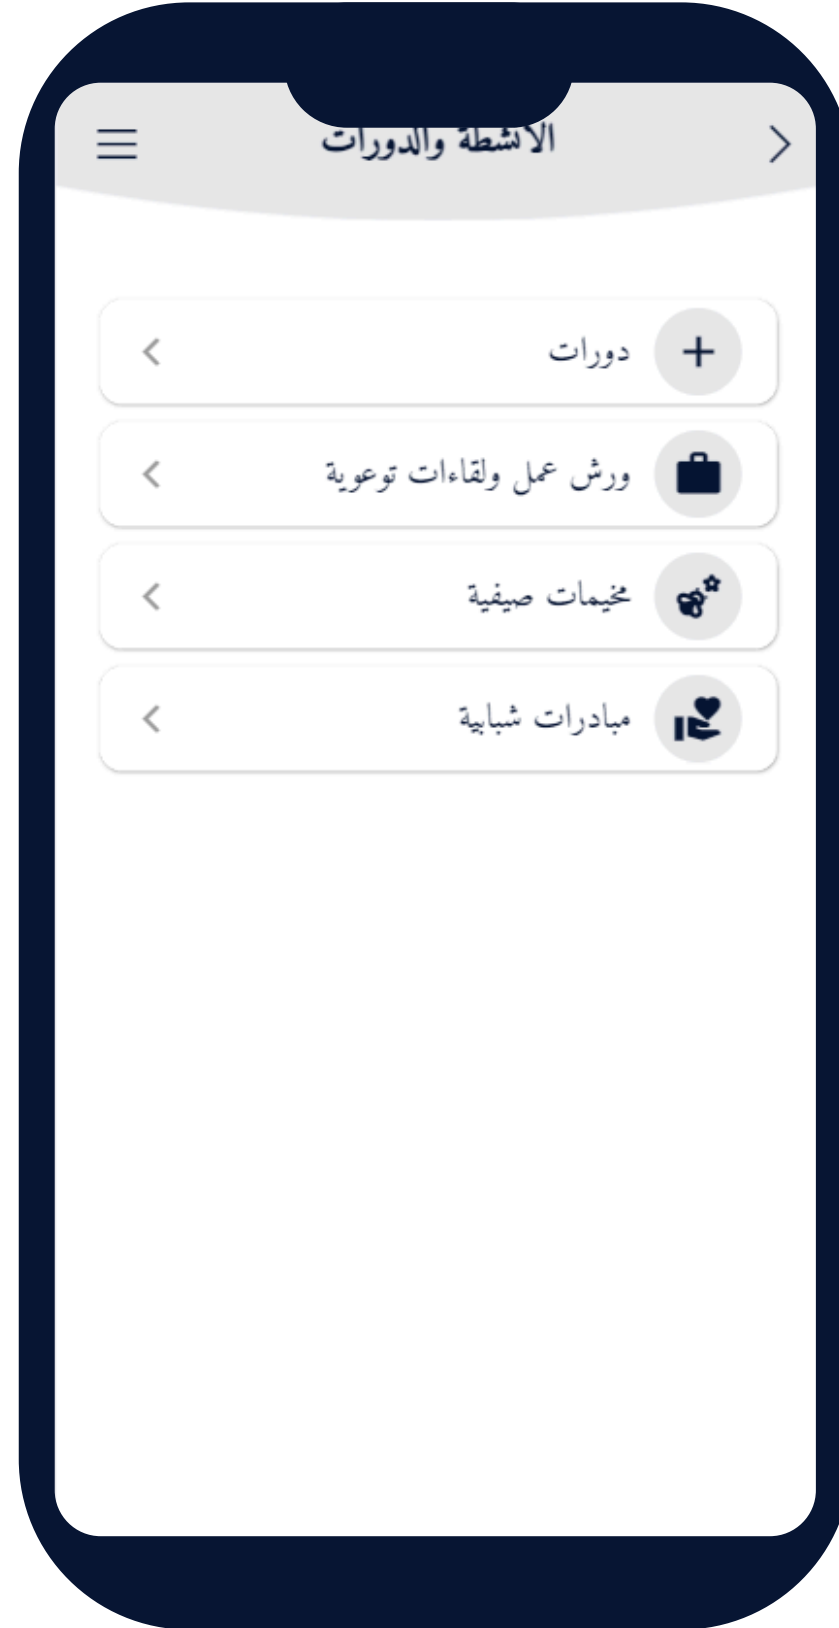 الأنشطة والدورات
دورات
ورش عمل ولقاءات توعوية
مخيمات صيفية
مبادرات شبابية